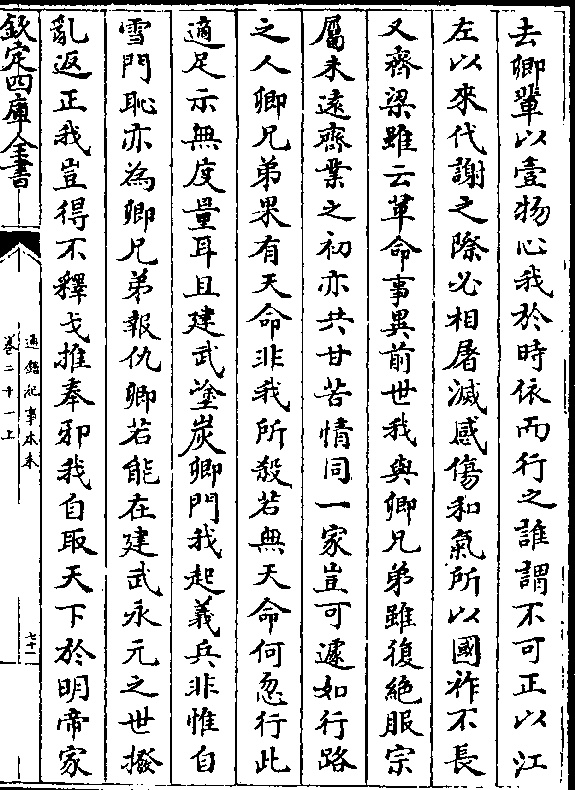 去卿輩以壹物心我於時依而行之誰謂不可正以江
左以來代謝之際必相屠滅感傷和氣所以國祚不長
又齊梁雖云革命事異前世我與卿兄弟雖復絶服宗
屬未遠齊業之初亦共甘苦情同一家豈可遽如行路
之人卿兄弟果有天命非我所殺若無天命何忽行此
適足示無度量耳且建武塗炭卿門我起義兵非惟自
雪門恥亦為卿兄弟報仇卿若能在建武永元之世撥
亂返正我豈得不釋戈推奉邪我自取天下於明帝家
欽定四庫全書
通鑑紀事本末
卷二十一上
七十二